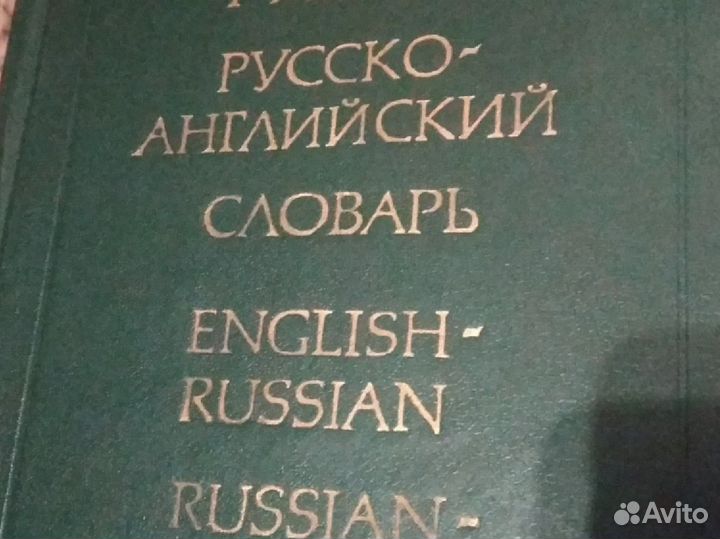 РУССКО-
АНГЛИЙСКИЙ
СЛОВАРЬ
ENGLISH-
RUSSIAN
RUSSIAN-
Avito